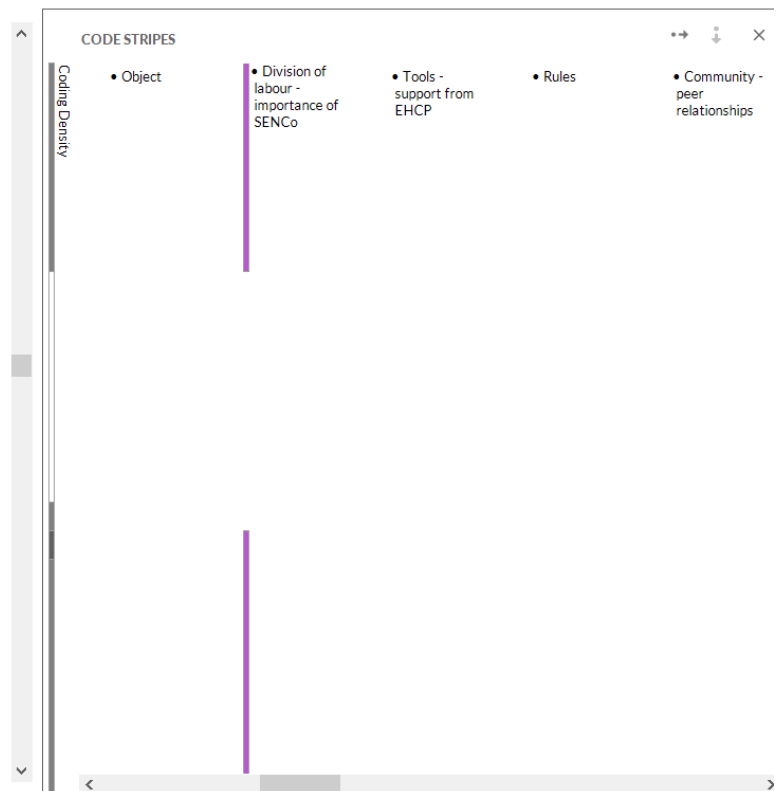 CODE STRIPES
Coding Density
• Object
• Division of
labour -
importance of
SENCo
• Tools -
support from
EHCP
• Rules
• Community -
peer
relationships